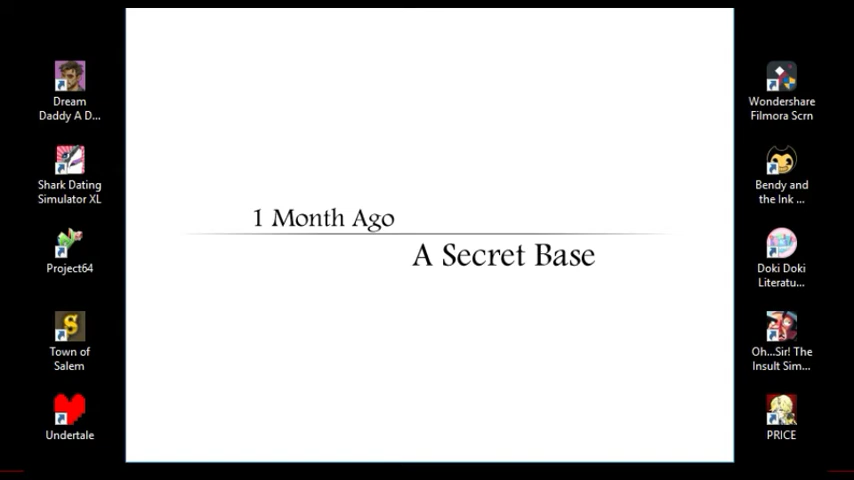 Dream
Daddy A D...
Shark Dating
Simulator XL
Project64
Town of
Salem
S
Undertale
1 Month Ago
A Secret Base
Wondershare
Filmora Scrn
Bendy and
the Ink ...
Doki Doki
Literatu...
Oh...Sir! The
Insult Sim...
PRICE